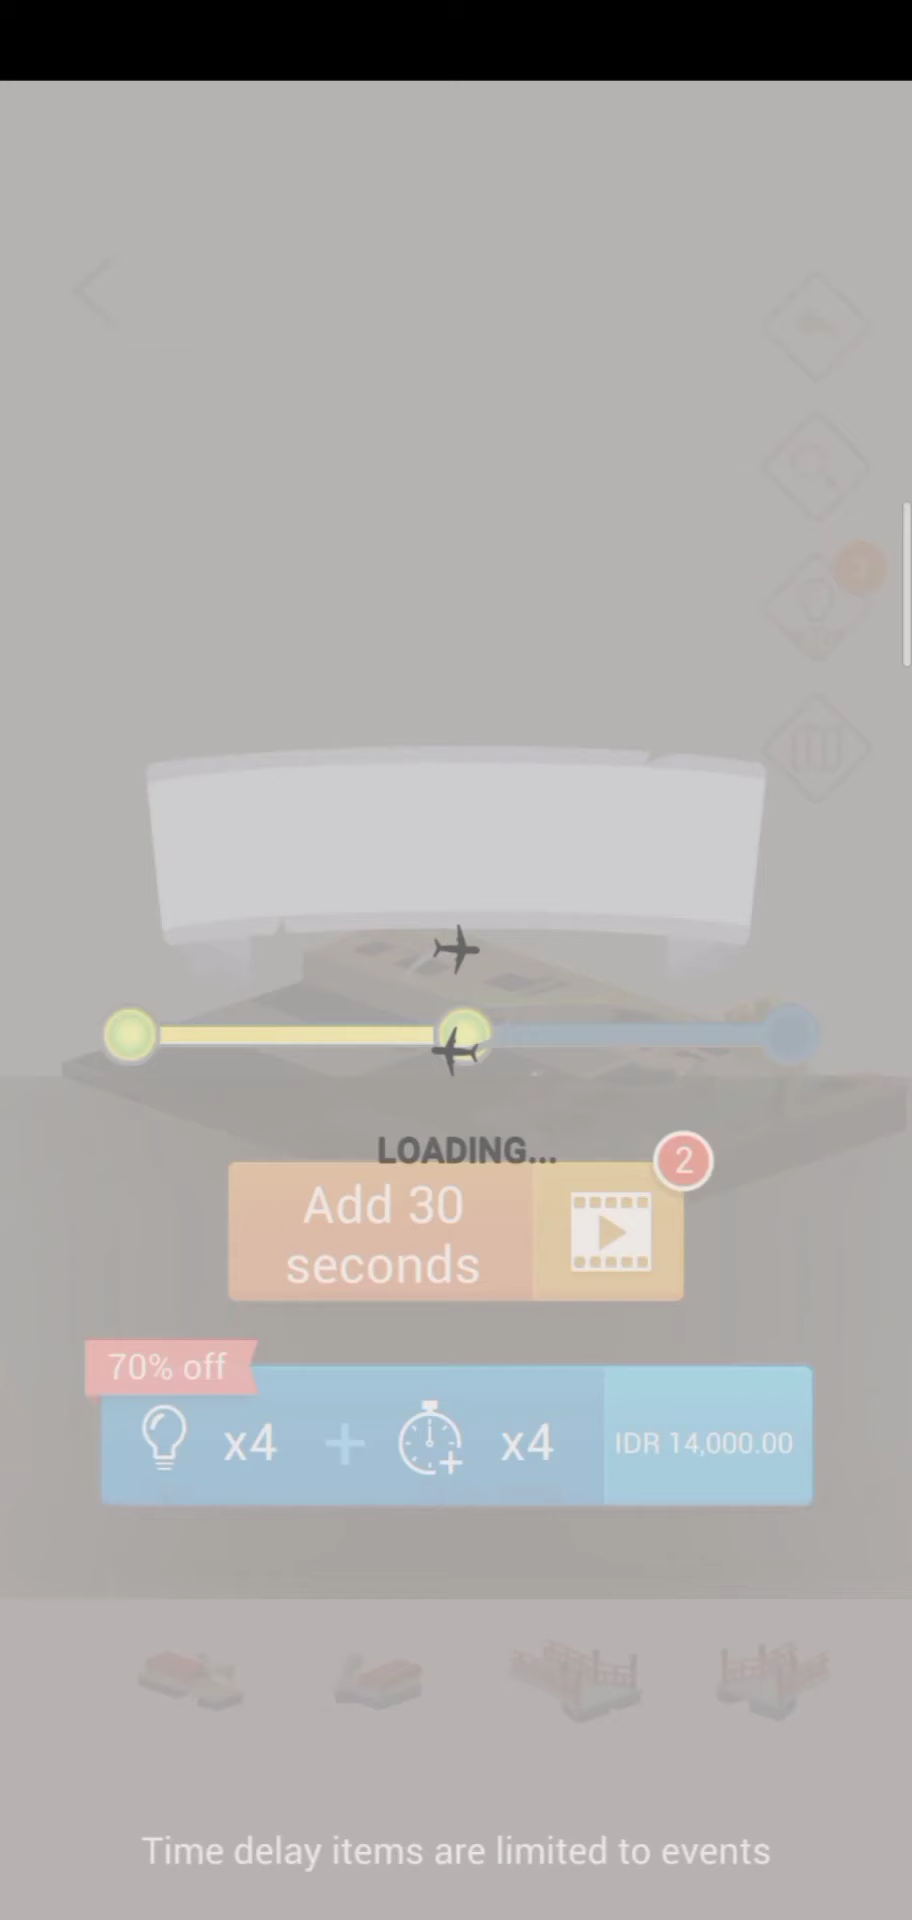 LOADING...
2
Add 30
seconds
70% off
x4 + x4 IDR 14,000.00
Time delay items are limited to events